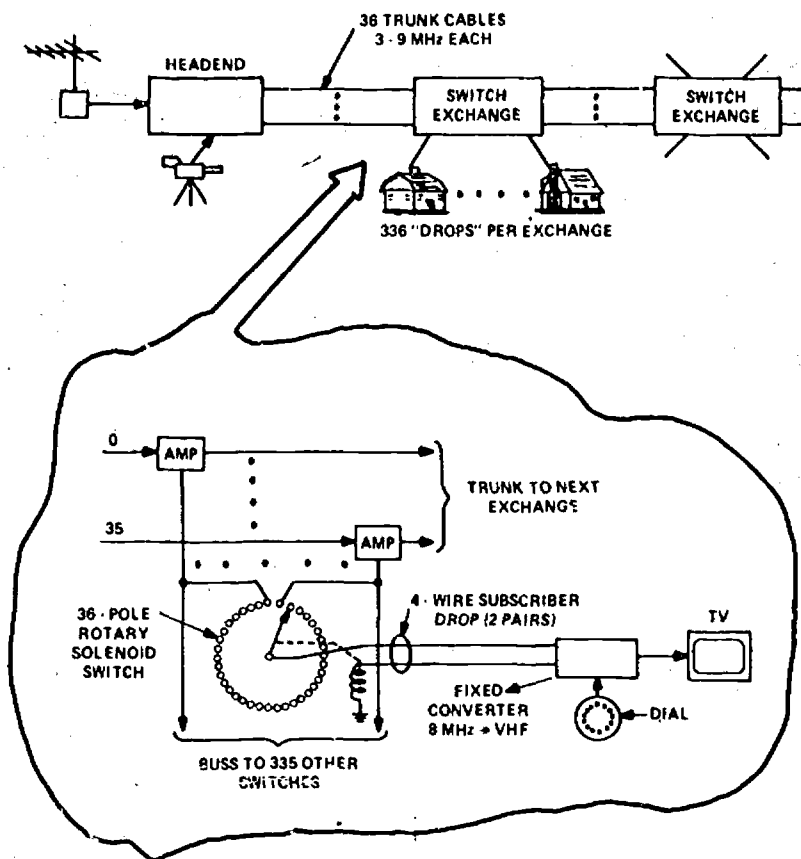 36 TRUNK CABLES
3 - 9 MHz EACH
HEADEND
SWITCH
EXCHANGE
SWITCH
EXCHANGE
336 "DROPS" PER EXCHANGE
0
AMP
TRUNK TO NEXT
EXCHANGE
35
AMP
36 - POLE
ROTARY
SOLENOID
SWITCH
4 - WIRE SUBSCRIBER
DROP (2 PAIRS)
TV
FIXED
CONVERTER
8 MHz → VHF
DIAL
BUSS TO 335 OTHER
SWITCHES